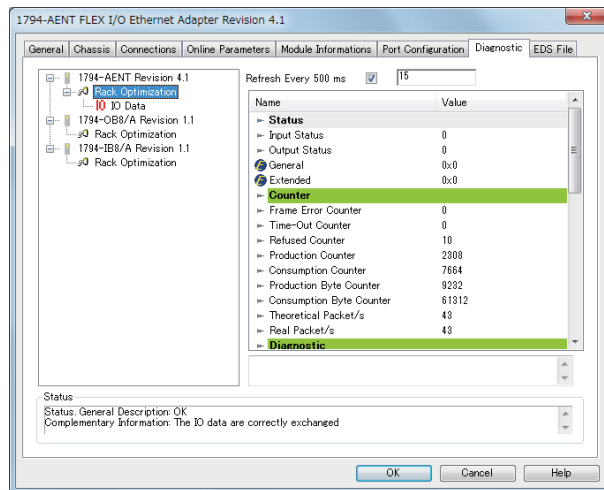 1794-AENT FLEX I/O Ethernet Adapter Revision 4.1
General Chassis Connections Online Parameters Module Informations Port Configuration Diagnostic EDS File
1794-AENT Revision 4.1
Rack Optimization
IO Data
1794-OB8/A Revision 1.1
Rack Optimization
1794-IB8/A Revision 1.1
Rack Optimization
Refresh Every 500 ms 15
Name Value
Status
Input Status 0
Output Status 0
General 0x0
Extended 0x0
Counter
Frame Error Counter 0
Time-Out Counter 0
Refused Counter 10
Production Counter 2308
Consumption Counter 7664
Production Byte Counter 9232
Consumption Byte Counter 61312
Theoretical Packet/s 43
Real Packet/s 43
Diagnostic
Status
Status. General Description: OK
Complementary Information: The IO data are correctly exchanged
OK Cancel Help